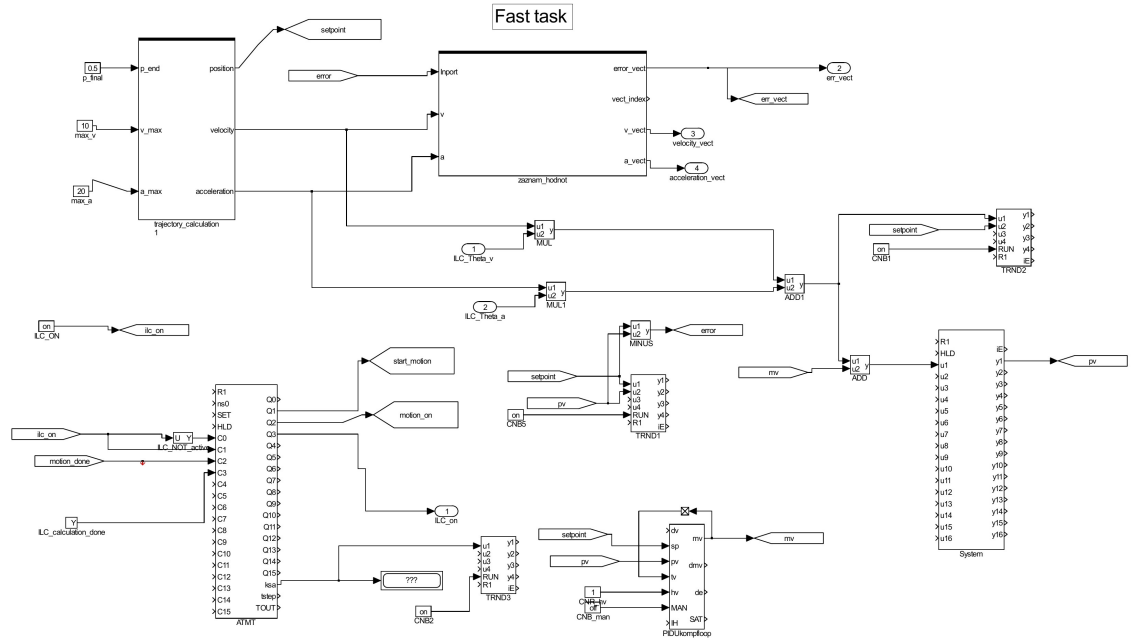 Fast task
setpoint
0.5
p_final
p_end
position
10
max_v
v_max
velocity
20
max_a
a_max
acceleration
trajectory_calculation
1
error
Inport
v
a
error_vect
vect_index
v_vect
a_vect
zaznam_hodnot
2
err_vect
err_vect
3
velocity_vect
4
acceleration_vect
u1
u2
y
MUL
1
ILC_Theta_v
u1
u2
y
MUL1
2
ILC_Theta_a
u1
u2
y
ADD1
setpoint
on
CNB1
u1
u2
u3
u4
RUN
R1
y1
y2
y3
y4
iE
TRND2
on
ILC_ON
ilc_on
u1
u2
y
MINUS
error
setpoint
pv
on
CNB5
u1
u2
u3
u4
RUN
R1
y1
y2
y3
y4
iE
TRND1
mv
u1
u2
y
ADD
R1
HLD
u1
u2
u3
u4
u5
u6
u7
u8
u9
u10
u11
u12
u13
u14
u15
u16
iE
y1
y2
y3
y4
y5
y6
y7
y8
y9
y10
y11
y12
y13
y14
y15
y16
System
pv
start_motion
motion_on
ilc_on
U Y
ILC_NOT_active
motion_done
Y
ILC_calculation_done
R1
ns0
SET
HLD
C0
C1
C2
C3
C4
C5
C6
C7
C8
C9
C10
C11
C12
C13
C14
C15
Q0
Q1
Q2
Q3
Q4
Q5
Q6
Q7
Q8
Q9
Q10
Q11
Q12
Q13
Q14
Q15
ksa
tstep
TOUT
ATMT
1
ILC_on
???
on
CNB2
u1
u2
u3
u4
RUN
R1
y1
y2
y3
y4
iE
TRND3
setpoint
pv
1
off
CNB_man
dv
sp
pv
tv
hv
MAN
IH
mv
dmv
de
SAT
PIDUkompfloop
mv